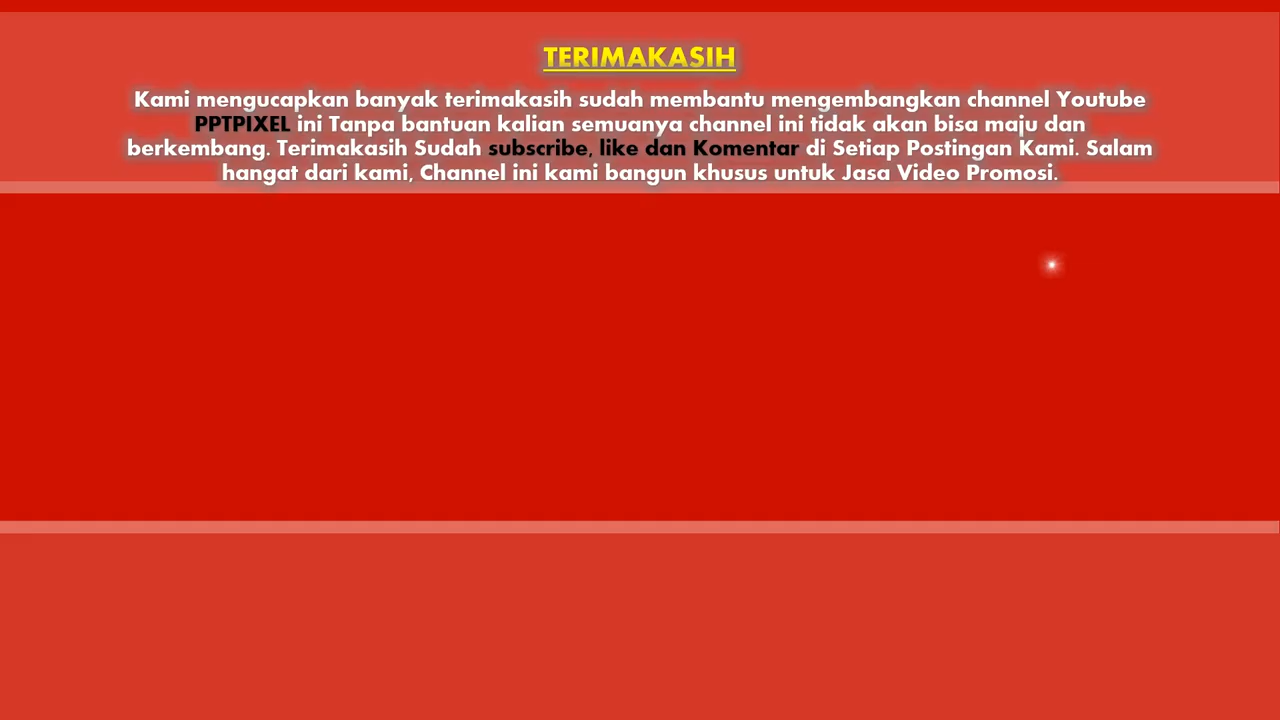 TERIMAKASIH
Kami mengucapkan banyak terimakasih sudah membantu mengembangkan channel Youtube
PPTPIXEL ini Tanpa bantuan kalian semuanya channel ini tidak akan bisa maju dan
berkembang. Terimakasih Sudah subscribe, like dan Komentar di Setiap Postingan Kami. Salam
hangat dari kami, Channel ini kami bangun khusus untuk Jasa Video Promosi.